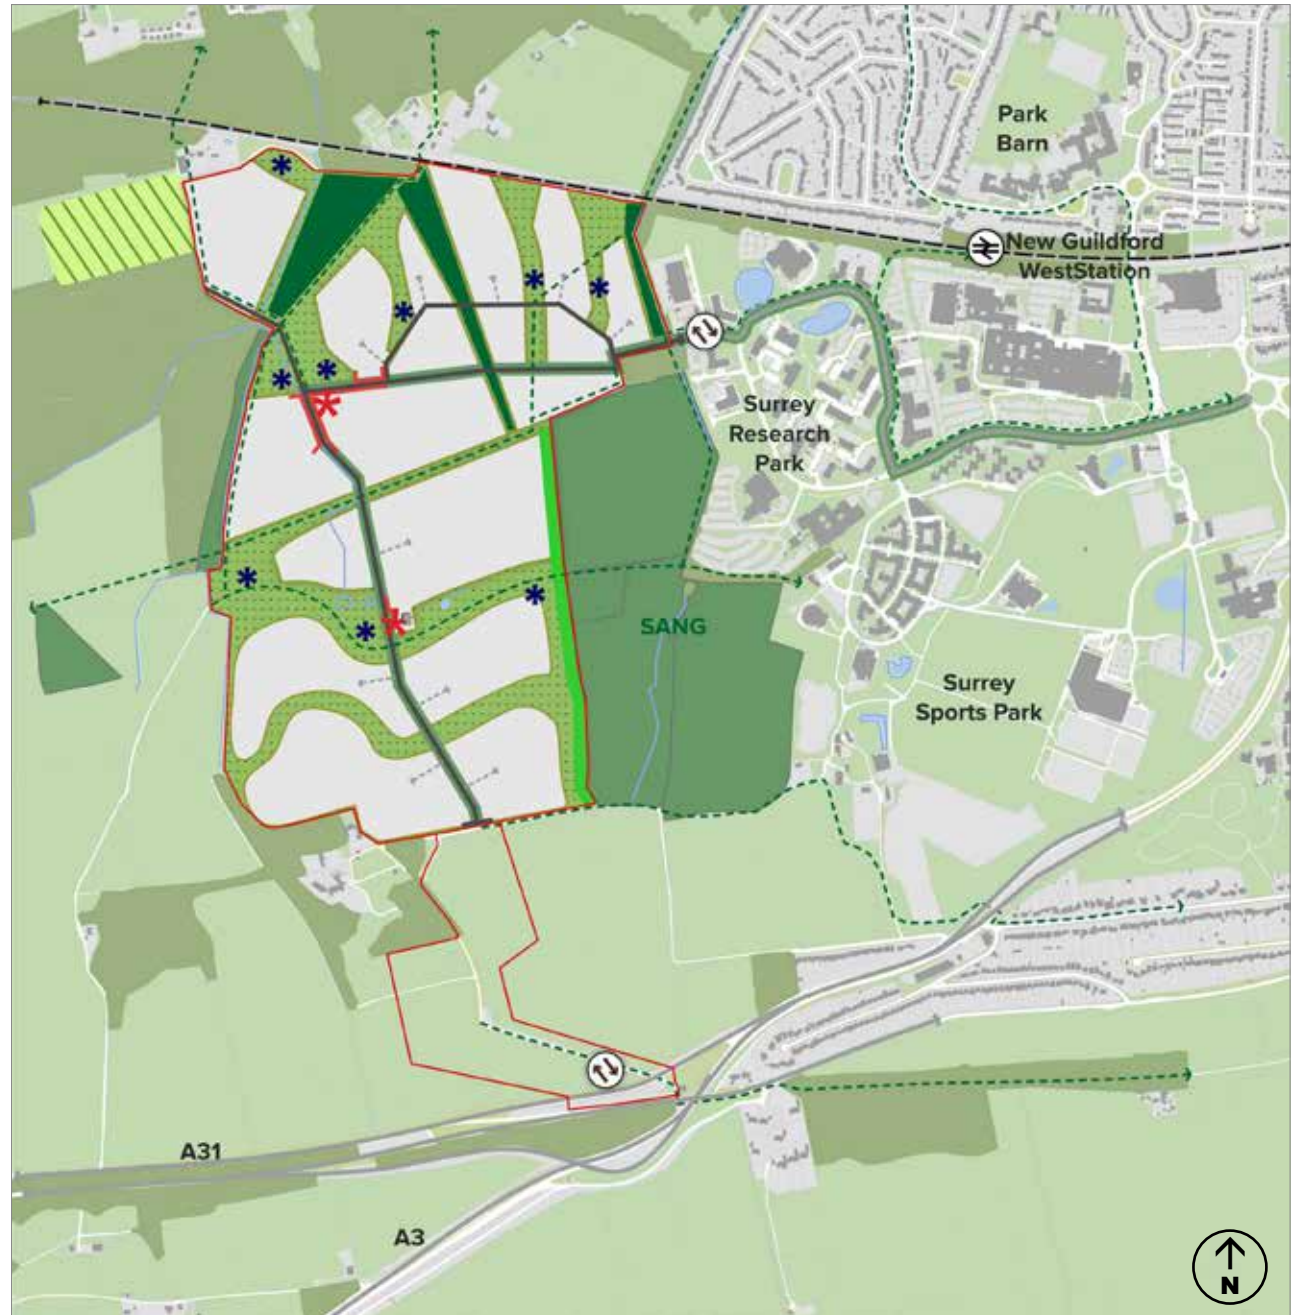 Park
Barn
New Guildford
WestStation
Surrey
Research
Park
SANG
Surrey
Sports Park
A31
A3
N